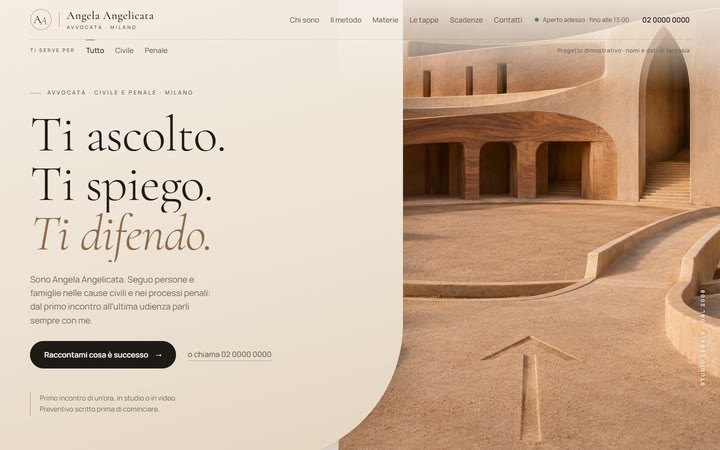 AA
Angela Angelicata
AVVOCATA · MILANO
Chi sono
Il metodo
Materie
Le tappe
Scadenze
Contatti
Aperto adesso · fino alle 13:00
02 0000 0000
TI SERVE PER
Tutto
Civile
Penale
Progetto dimostrativo · nomi e dati di fantasia
AVVOCATA · CIVILE E PENALE · MILANO
Ti ascolto.
Ti spiego.
Ti difendo.
Sono Angela Angelicata. Seguo persone e
famiglie nelle cause civili e nei processi penali:
dal primo incontro all'ultima udienza parli
sempre con me.
Raccontami cosa è successo →
o chiama 02 0000 0000
Primo incontro di un'ora, in studio o in video.
Preventivo scritto prima di cominciare.
STUDIO LEGALE · DAL 2008